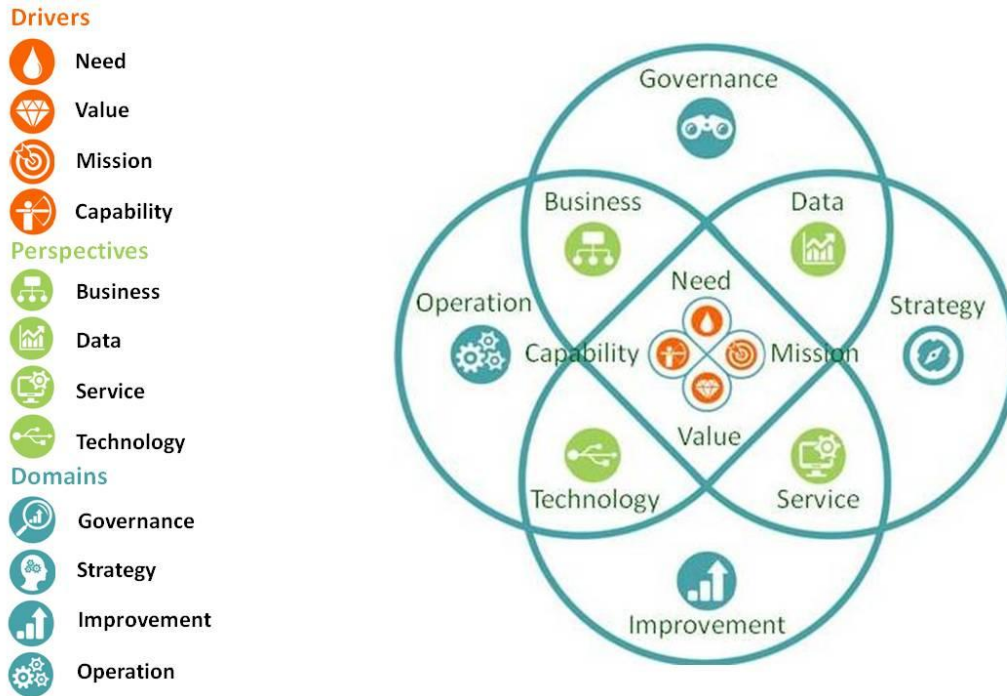 Drivers
Need
Value
Mission
Capability
Perspectives
Business
Data
Service
Technology
Domains
Governance
Strategy
Improvement
Operation
Governance
Business
Data
Need
Operation
Strategy
Capability
Mission
Value
Technology
Service
Improvement